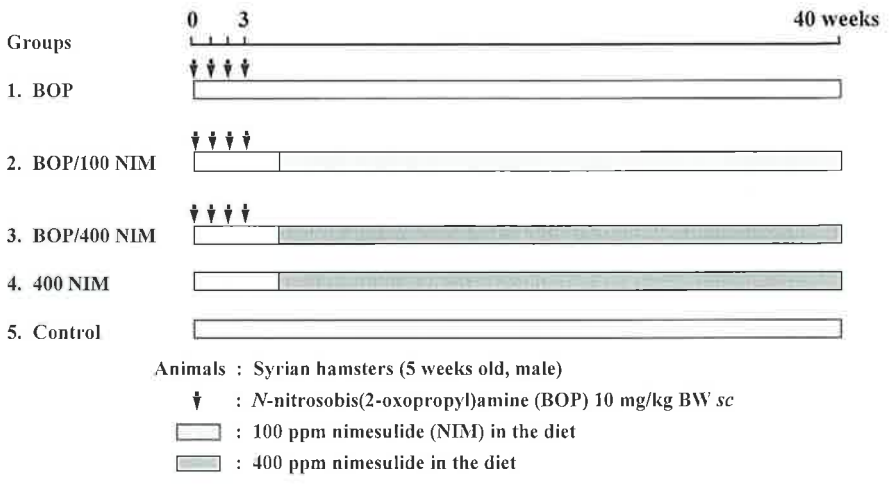 0 3 40 weeks
Groups
1. BOP
2. BOP/100 NIM
3. BOP/400 NIM
4. 400 NIM
5. Control
Animals : Syrian hamsters (5 weeks old, male)
: N-nitrosobis(2-oxopropyl)amine (BOP) 10 mg/kg BW sc
: 100 ppm nimesulide (NIM) in the diet
: 400 ppm nimesulide in the diet